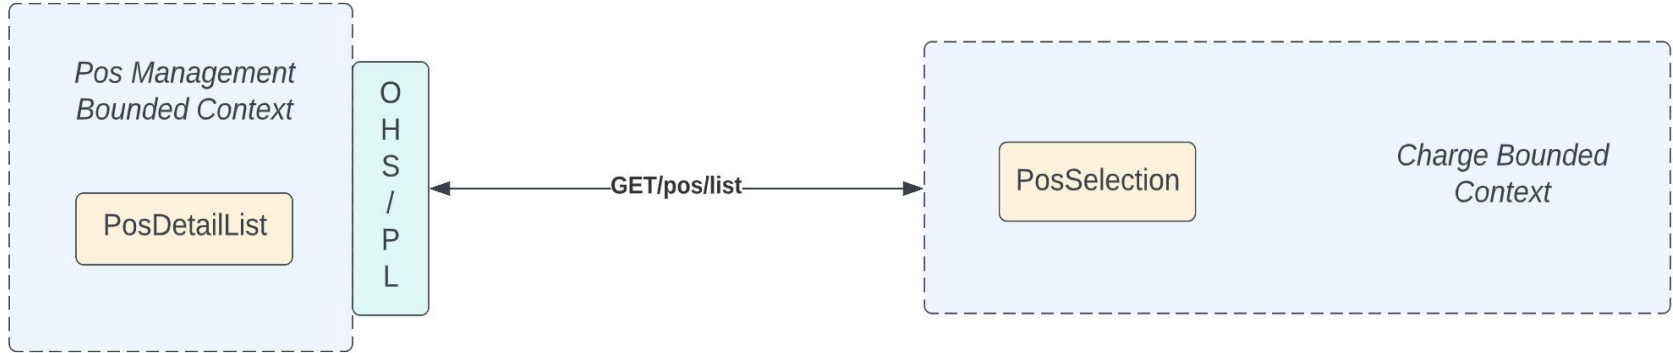 Pos Management
Bounded Context
PosDetailList
O
H
S
/
P
L
GET/pos/list
PosSelection
Charge Bounded
Context